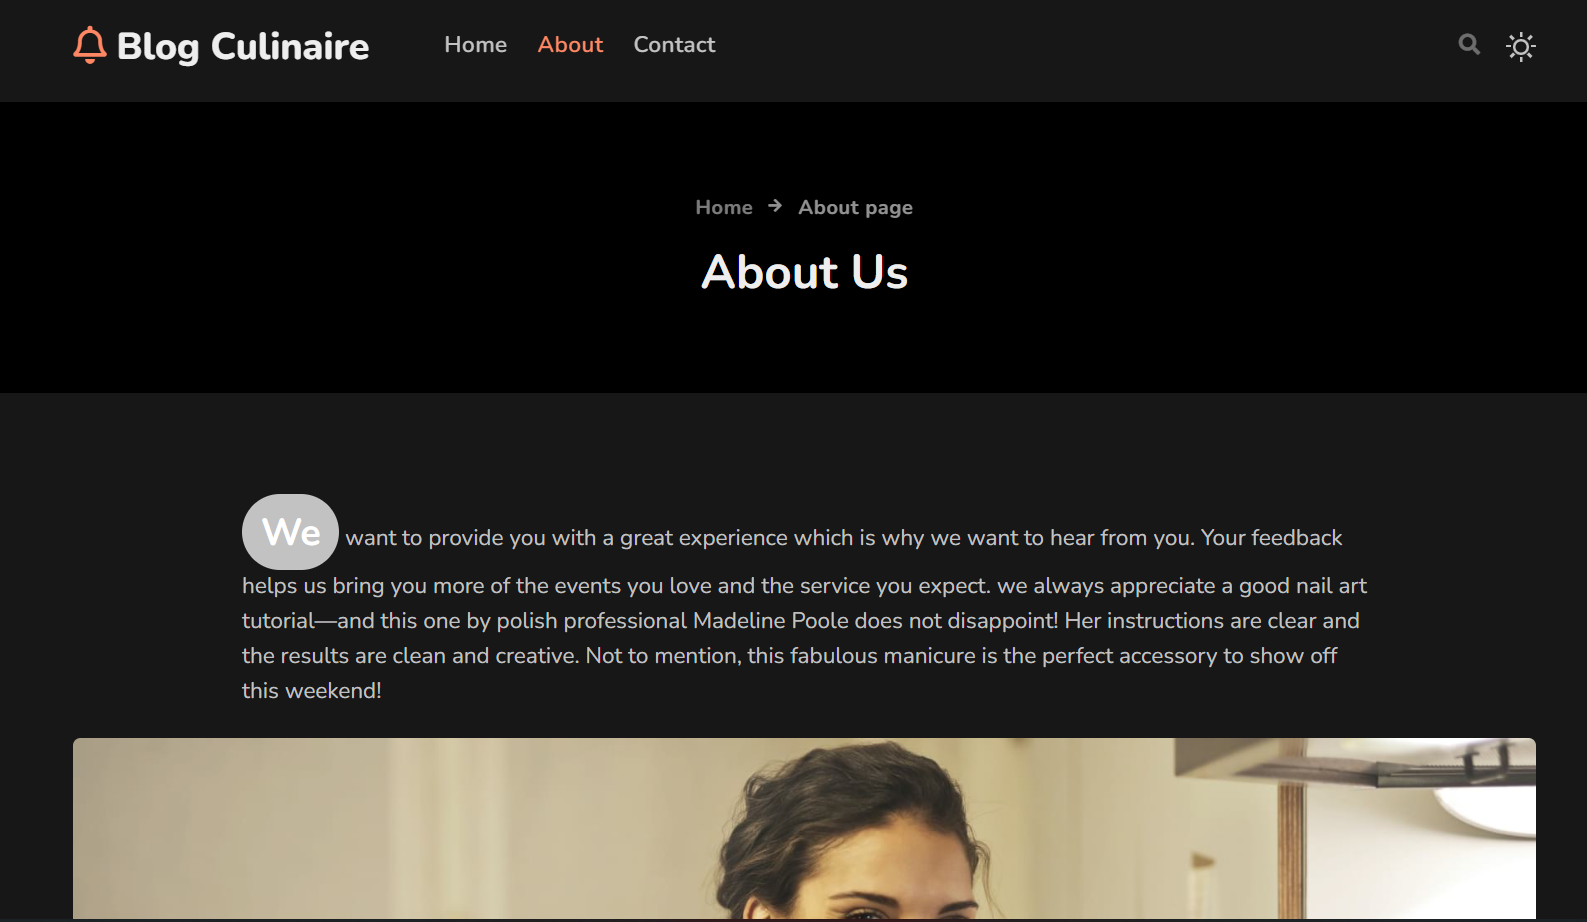 Blog Culinaire
Home About Contact
Home → About page
About Us
We want to provide you with a great experience which is why we want to hear from you. Your feedback
helps us bring you more of the events you love and the service you expect. we always appreciate a good nail art
tutorial—and this one by polish professional Madeline Poole does not disappoint! Her instructions are clear and
the results are clean and creative. Not to mention, this fabulous manicure is the perfect accessory to show off
this weekend!